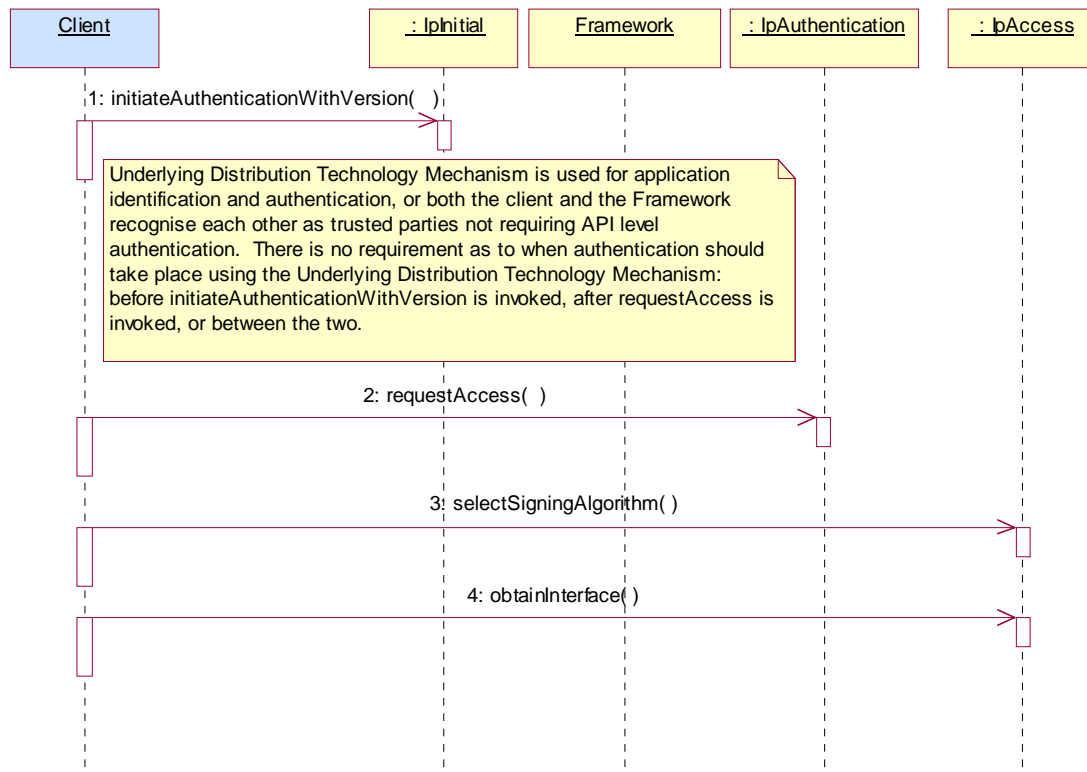 Client
: IpInitial
Framework
: IpAuthentication
: IpAccess
1: initiateAuthenticationWithVersion( )
Underlying Distribution Technology Mechanism is used for application
identification and authentication, or both the client and the Framework
recognise each other as trusted parties not requiring API level
authentication. There is no requirement as to when authentication should
take place using the Underlying Distribution Technology Mechanism:
before initiateAuthenticationWithVersion is invoked, after requestAccess is
invoked, or between the two.
2: requestAccess( )
3: selectSigningAlgorithm( )
4: obtainInterface( )